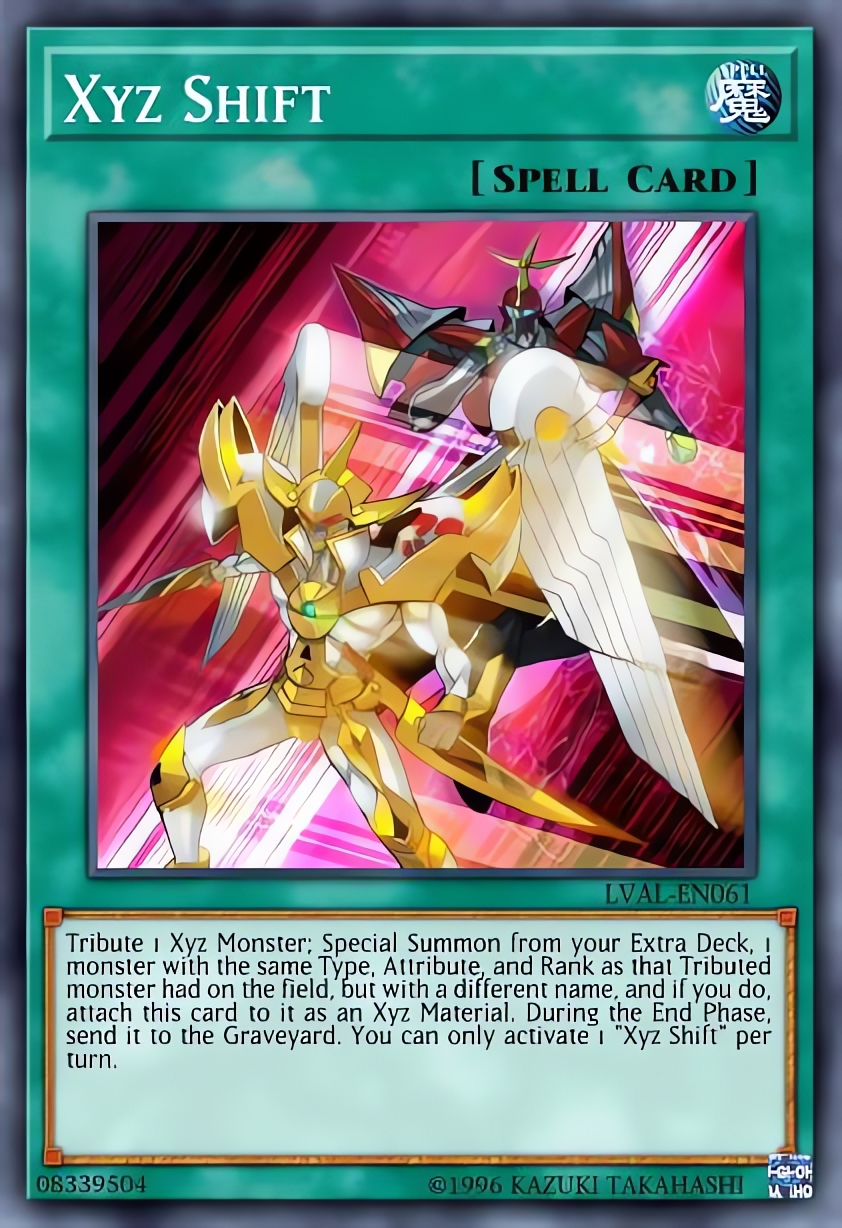 Xyz Shift
魔
[Spell Card]
LVAL-EN061
Tribute 1 Xyz Monster; Special Summon from your Extra Deck, 1
monster with the same Type, Attribute, and Rank as that Tributed
monster had on the field, but with a different name, and if you do,
attach this card to it as an Xyz Material. During the End Phase,
send it to the Graveyard. You can only activate 1 "Xyz Shift" per
turn.
08339504
©1996 KAZUKI TAKAHASHI